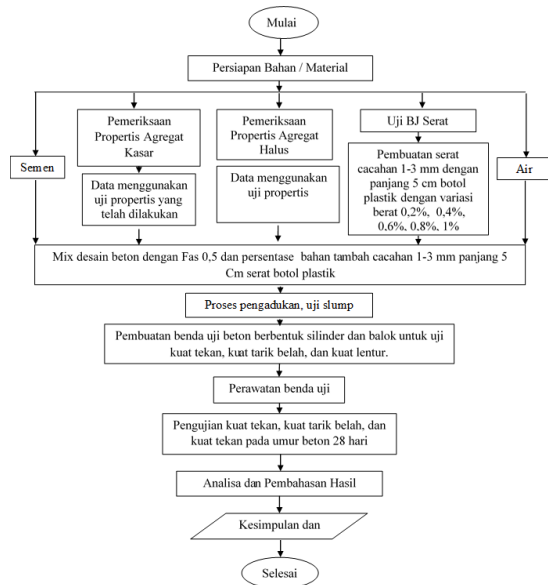 Mulai
Persiapan Bahan / Material
Semen
Pemeriksaan
Propertis Agregat
Kasar
Data menggunakan
uji propertis yang
telah dilakukan
Pemeriksaan
Propertis Agregat
Halus
Data menggunakan
uji propertis
Uji BJ Serat
Pembuatan serat
cacahan 1-3 mm dengan
panjang 5 cm botol
plastik dengan variasi
berat 0,2%, 0,4%,
0.6%, 0.8%, 1%
Air
Mix desain beton dengan Fas 0,5 dan persentase bahan tambah cacahan 1-3 mm panjang 5
Cm serat botol plastik
Proses pengadukan, uji slump
Pembuatan benda uji beton berbentuk silinder dan balok untuk uji
kuat tekan, kuat tarik belah, dan kuat lentur.
Perawatan benda uji
Pengujian kuat tekan, kuat tarik belah, dan
kuat tekan pada umur beton 28 hari
Analisa dan Pembahasan Hasil
Kesimpulan dan
Selesai